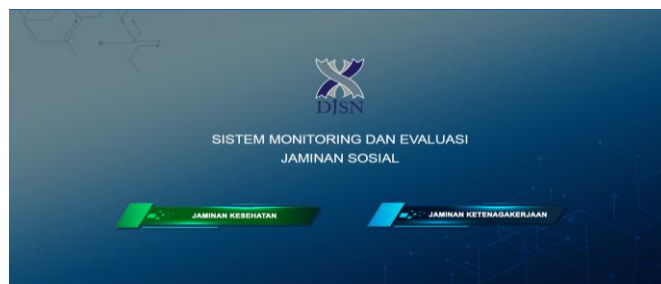 DJSN
SISTEM MONITORING DAN EVALUASI
JAMINAN SOSIAL
JAMINAN KESEHATAN
JAMINAN KETENAGAKERJAAN